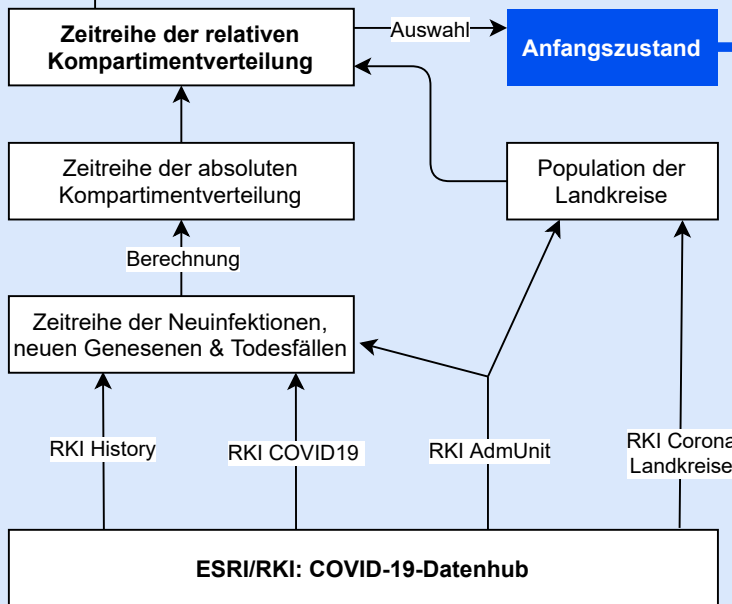 Zeitreihe der relativen
Kompartimentverteilung
Auswahl
Anfangszustand
Zeitreihe der absoluten
Kompartimentverteilung
Population der
Landkreise
Berechnung
Zeitreihe der Neuinfektionen,
neuen Genesenen & Todesfällen
RKI History
RKI COVID19
RKI AdmUnit
RKI Corona
Landkreise
ESRI/RKI: COVID-19-Datenhub